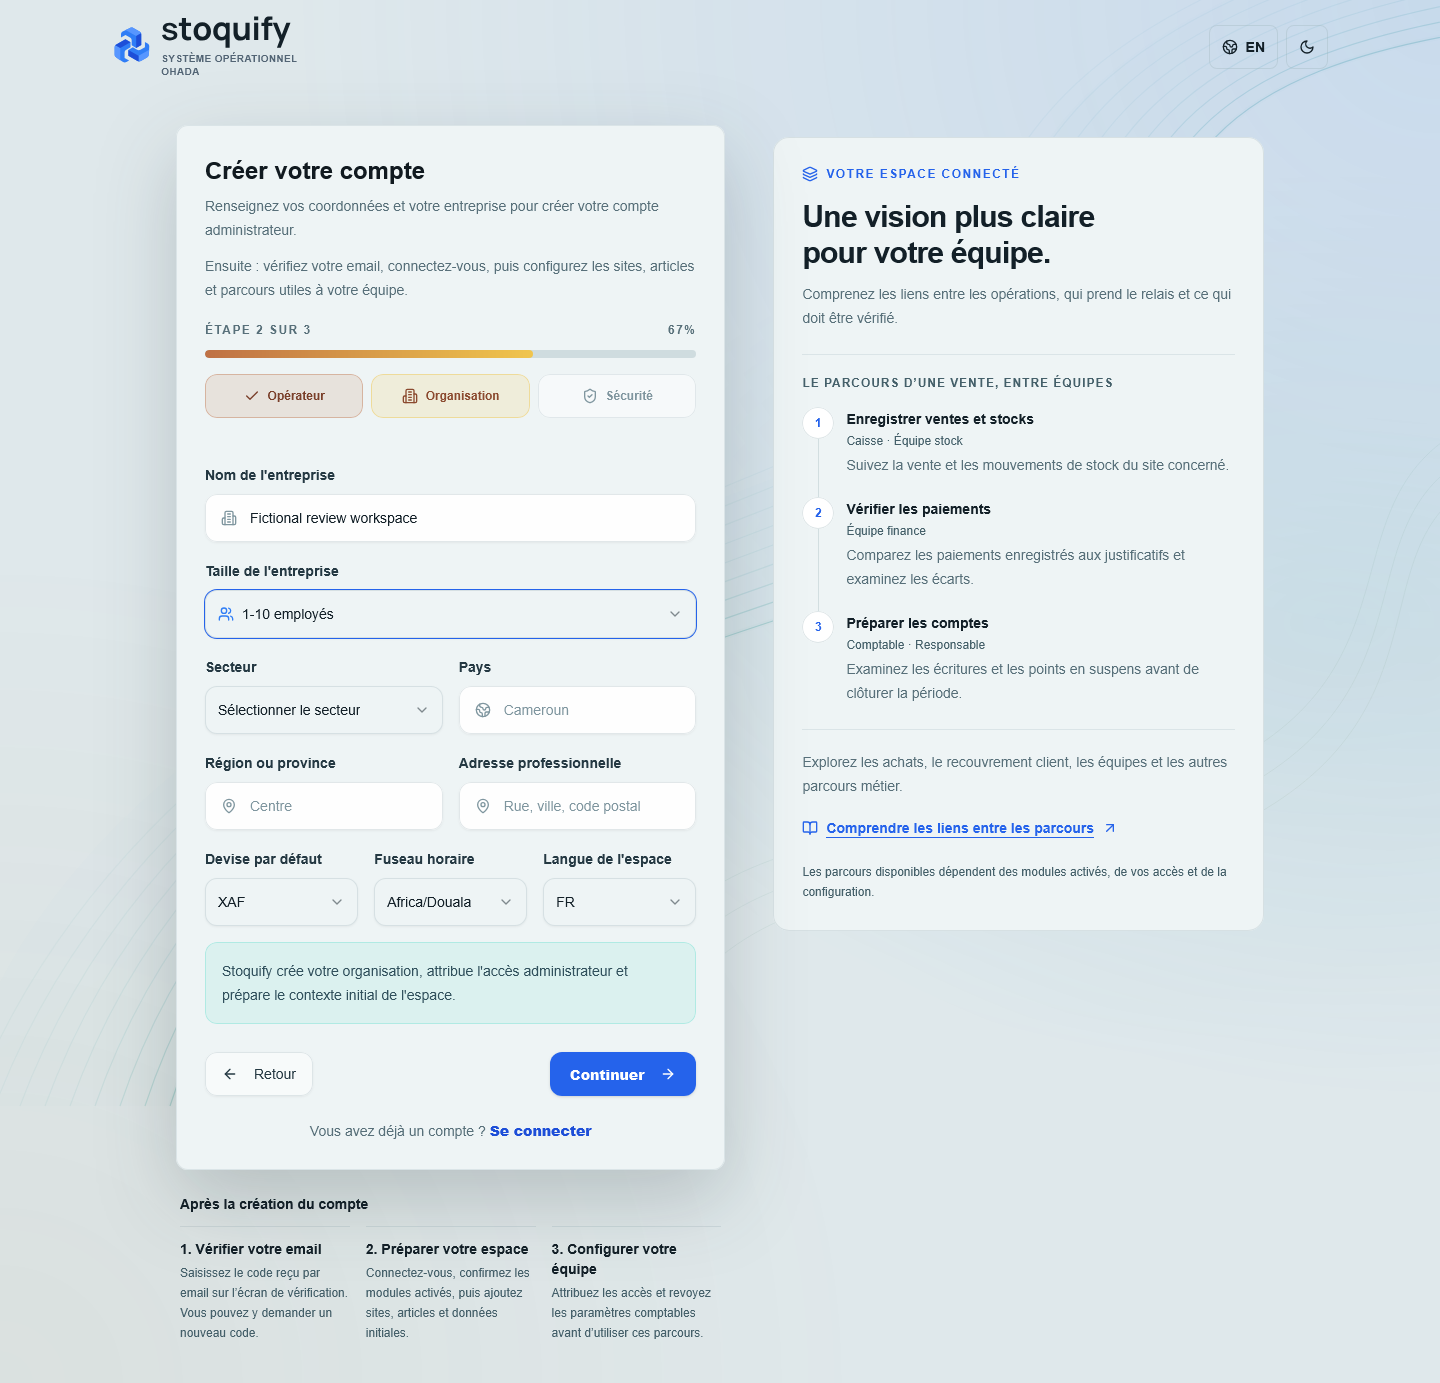 stoquify
SYSTÈME OPÉRATIONNEL
OHADA
EN
Créer votre compte
Renseignez vos coordonnées et votre entreprise pour créer votre compte
administrateur.
Ensuite : vérifiez votre email, connectez-vous, puis configurez les sites, articles
et parcours utiles à votre équipe.
ÉTAPE 2 SUR 3
67%
Opérateur
Organisation
Sécurité
Nom de l'entreprise
Fictional review workspace
Taille de l'entreprise
1-10 employés
Secteur
Pays
Sélectionner le secteur
Cameroun
Région ou province
Adresse professionnelle
Centre
Rue, ville, code postal
Devise par défaut
Fuseau horaire
Langue de l'espace
XAF
Africa/Douala
FR
Stoquify crée votre organisation, attribue l'accès administrateur et
prépare le contexte initial de l'espace.
Retour
Continuer
Vous avez déjà un compte ? Se connecter
Après la création du compte
1. Vérifier votre email
Saisissez le code reçu par
email sur l’écran de vérification.
Vous pouvez y demander un
nouveau code.
2. Préparer votre espace
Connectez-vous, confirmez les
modules activés, puis ajoutez
sites, articles et données
initiales.
3. Configurer votre
équipe
Attribuez les accès et revoyez
les paramètres comptables
avant d’utiliser ces parcours.
VOTRE ESPACE CONNECTÉ
Une vision plus claire
pour votre équipe.
Comprenez les liens entre les opérations, qui prend le relais et ce qui
doit être vérifié.
LE PARCOURS D’UNE VENTE, ENTRE ÉQUIPES
1
Enregistrer ventes et stocks
Caisse · Équipe stock
Suivez la vente et les mouvements de stock du site concerné.
2
Vérifier les paiements
Équipe finance
Comparez les paiements enregistrés aux justificatifs et
examinez les écarts.
3
Préparer les comptes
Comptable · Responsable
Examinez les écritures et les points en suspens avant de
clôturer la période.
Explorez les achats, le recouvrement client, les équipes et les autres
parcours métier.
Comprendre les liens entre les parcours
Les parcours disponibles dépendent des modules activés, de vos accès et de la
configuration.